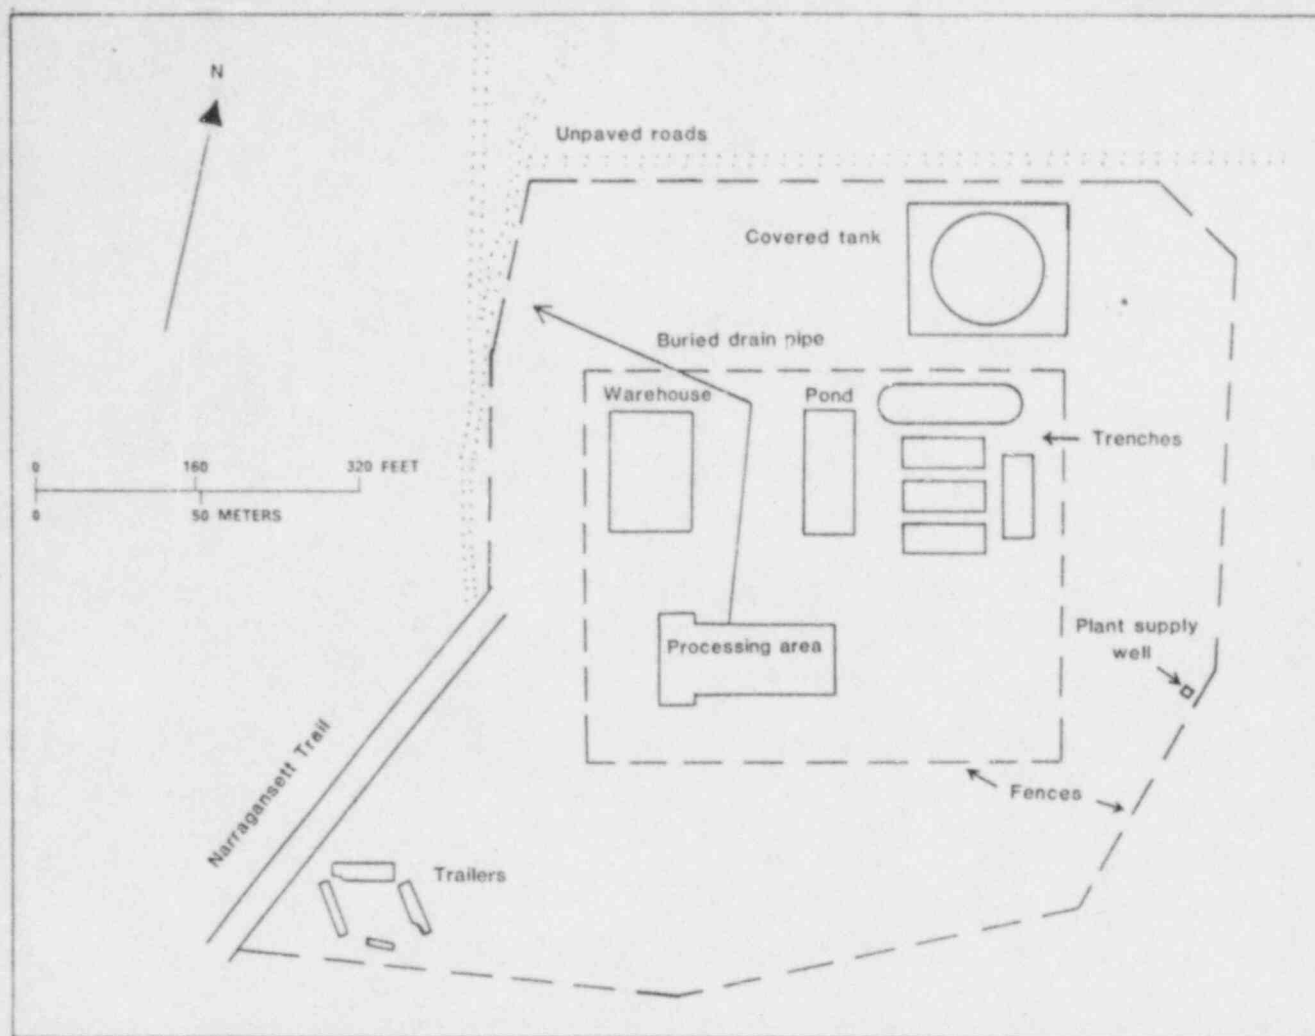 N
Unpaved roads
Covered tank
Buried drain pipe
Warehouse
Pond
Trenches
0 160 320 FEET
0 50 METERS
Plant supply
well
Processing area
Narragansett Trail
Fences
Trailers